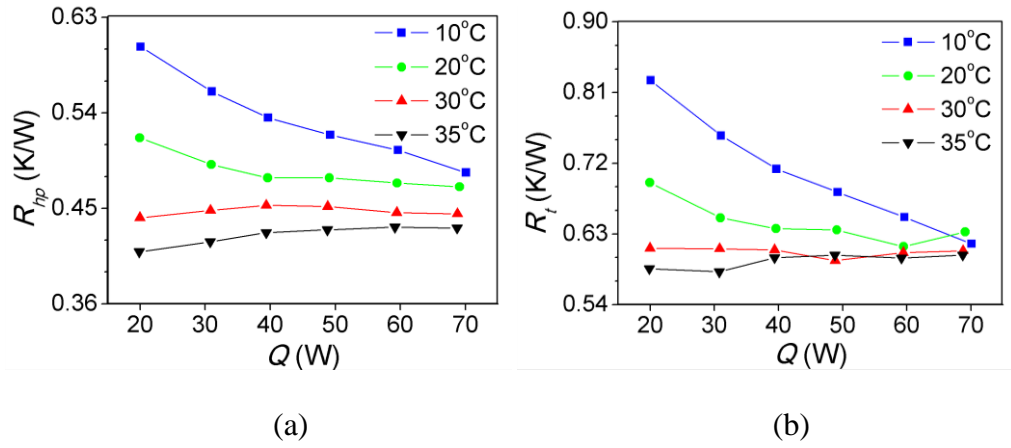 0.63
0.54
0.45
0.36
R_hp (K/W)
10°C
20°C
30°C
35°C
20 30 40 50 60 70
Q (W)
(a)
0.90
0.81
0.72
0.63
0.54
R_t (K/W)
10°C
20°C
30°C
35°C
20 30 40 50 60 70
Q (W)
(b)